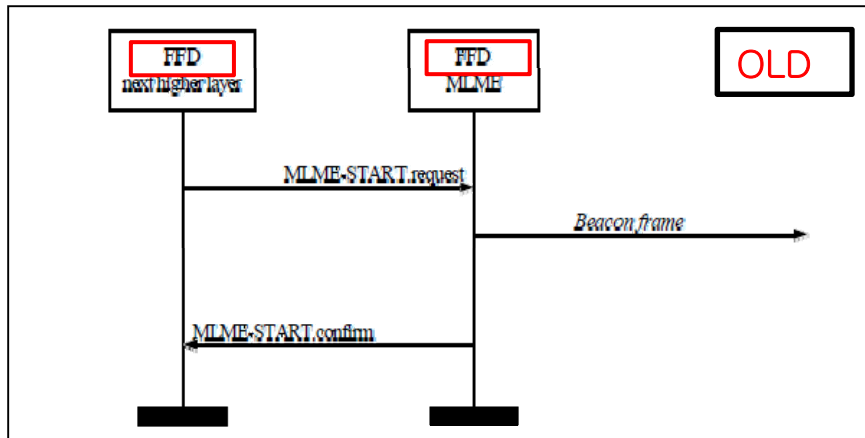 FFD
next higher layer
FFD
MLME
OLD
MLME-START.request
Beacon frame
MLME-START.confirm